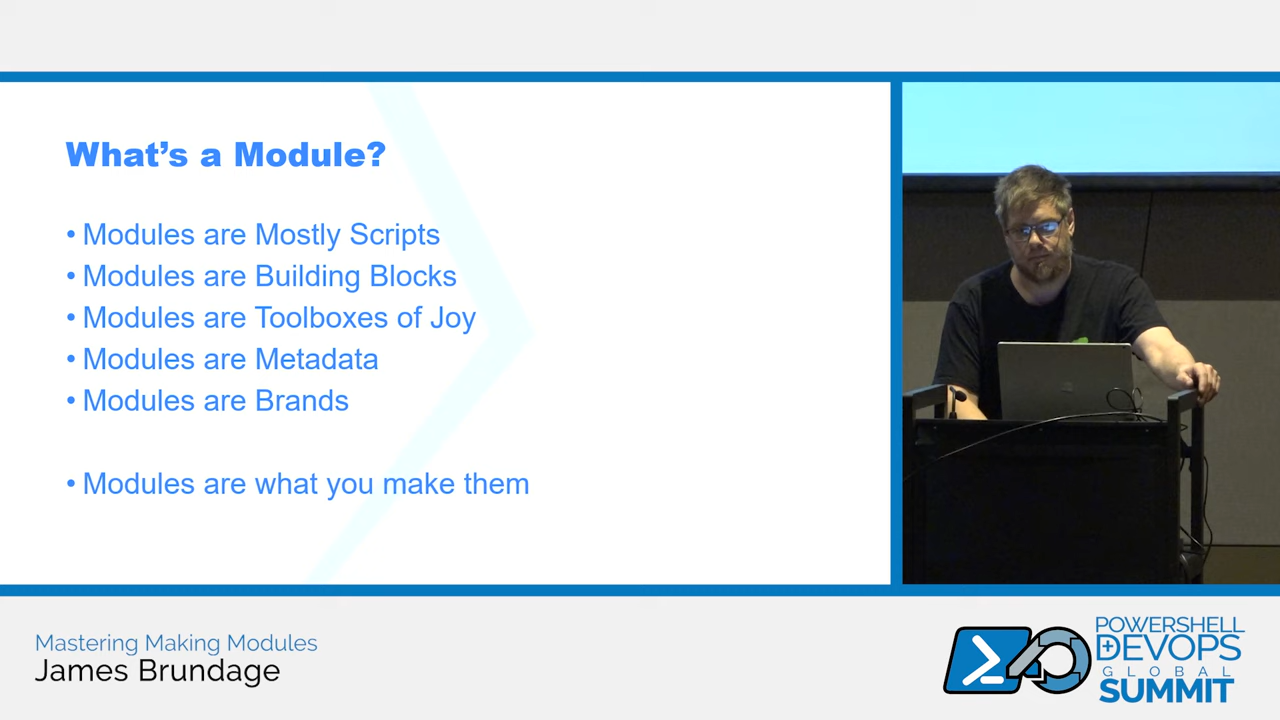 What's a Module?
• Modules are Mostly Scripts
• Modules are Building Blocks
• Modules are Toolboxes of Joy
• Modules are Metadata
• Modules are Brands
• Modules are what you make them
Mastering Making Modules
James Brundage
POWERSHELL
+DEVOPS
GLOBAL
SUMMIT